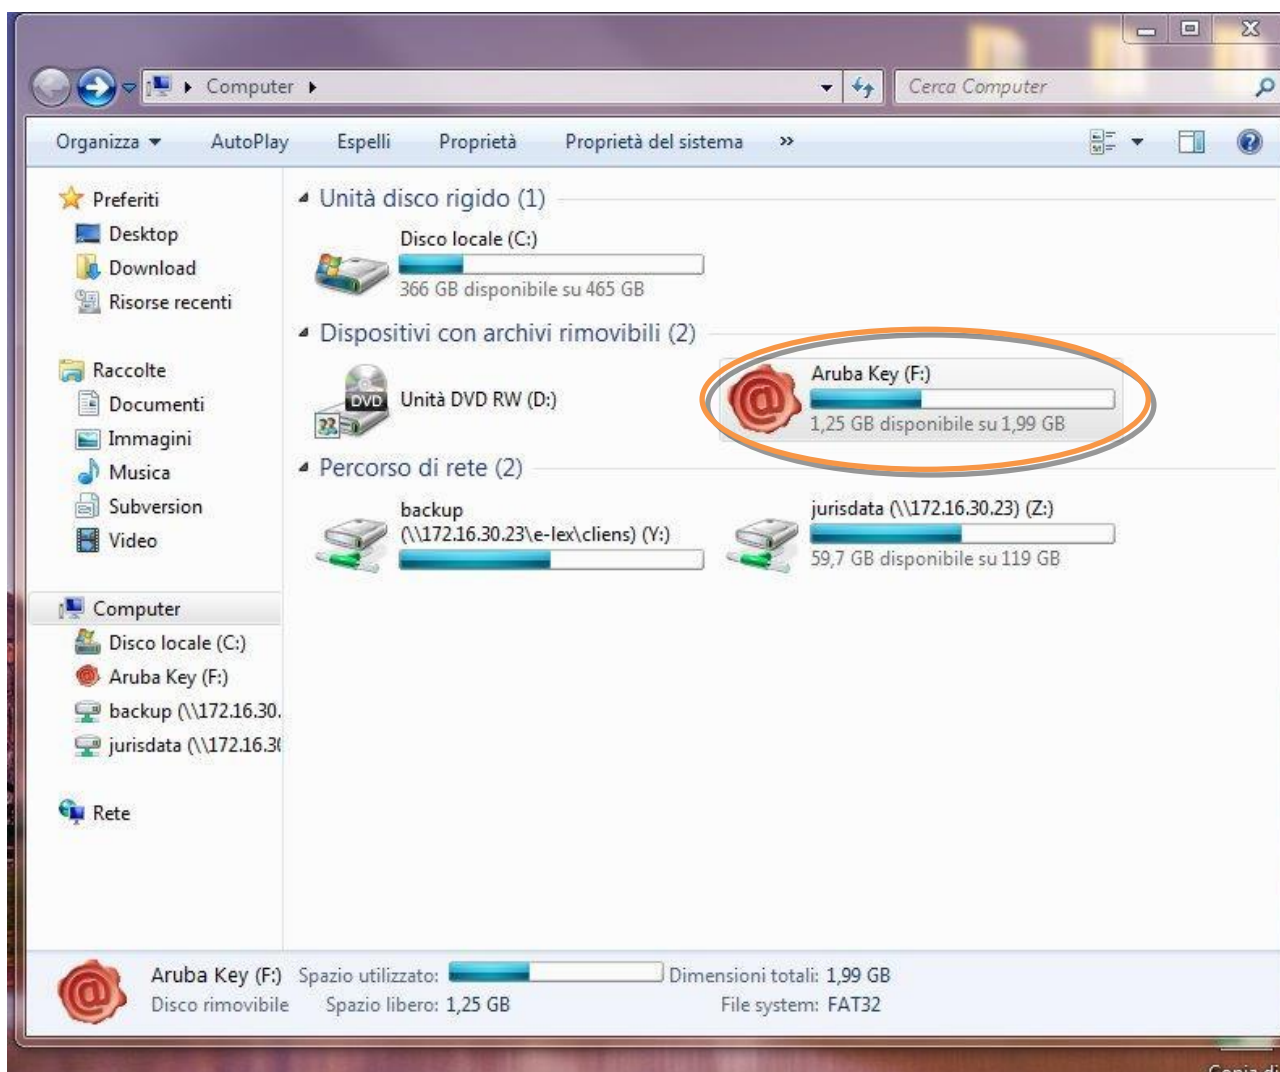 Computer
Cerca Computer
Organizza
AutoPlay
Espelli
Proprietà
Proprietà del sistema
»
Preferiti
Desktop
Download
Risorse recenti
Raccolte
Documenti
Immagini
Musica
Subversion
Video
Computer
Disco locale (C:)
Aruba Key (F:)
backup (\\172.16.30.
jurisdata (\\172.16.3
Rete
Unità disco rigido (1)
Disco locale (C:)
366 GB disponibile su 465 GB
Dispositivi con archivi rimovibili (2)
DVD
Unità DVD RW (D:)
Aruba Key (F:)
1,25 GB disponibile su 1,99 GB
Percorso di rete (2)
backup
(\\172.16.30.23\e-lex\cliens) (Y:)
jurisdata (\\172.16.30.23) (Z:)
59,7 GB disponibile su 119 GB
Aruba Key (F:) Spazio utilizzato: Dimensioni totali: 1,99 GB
Disco rimovibile Spazio libero: 1,25 GB File system: FAT32